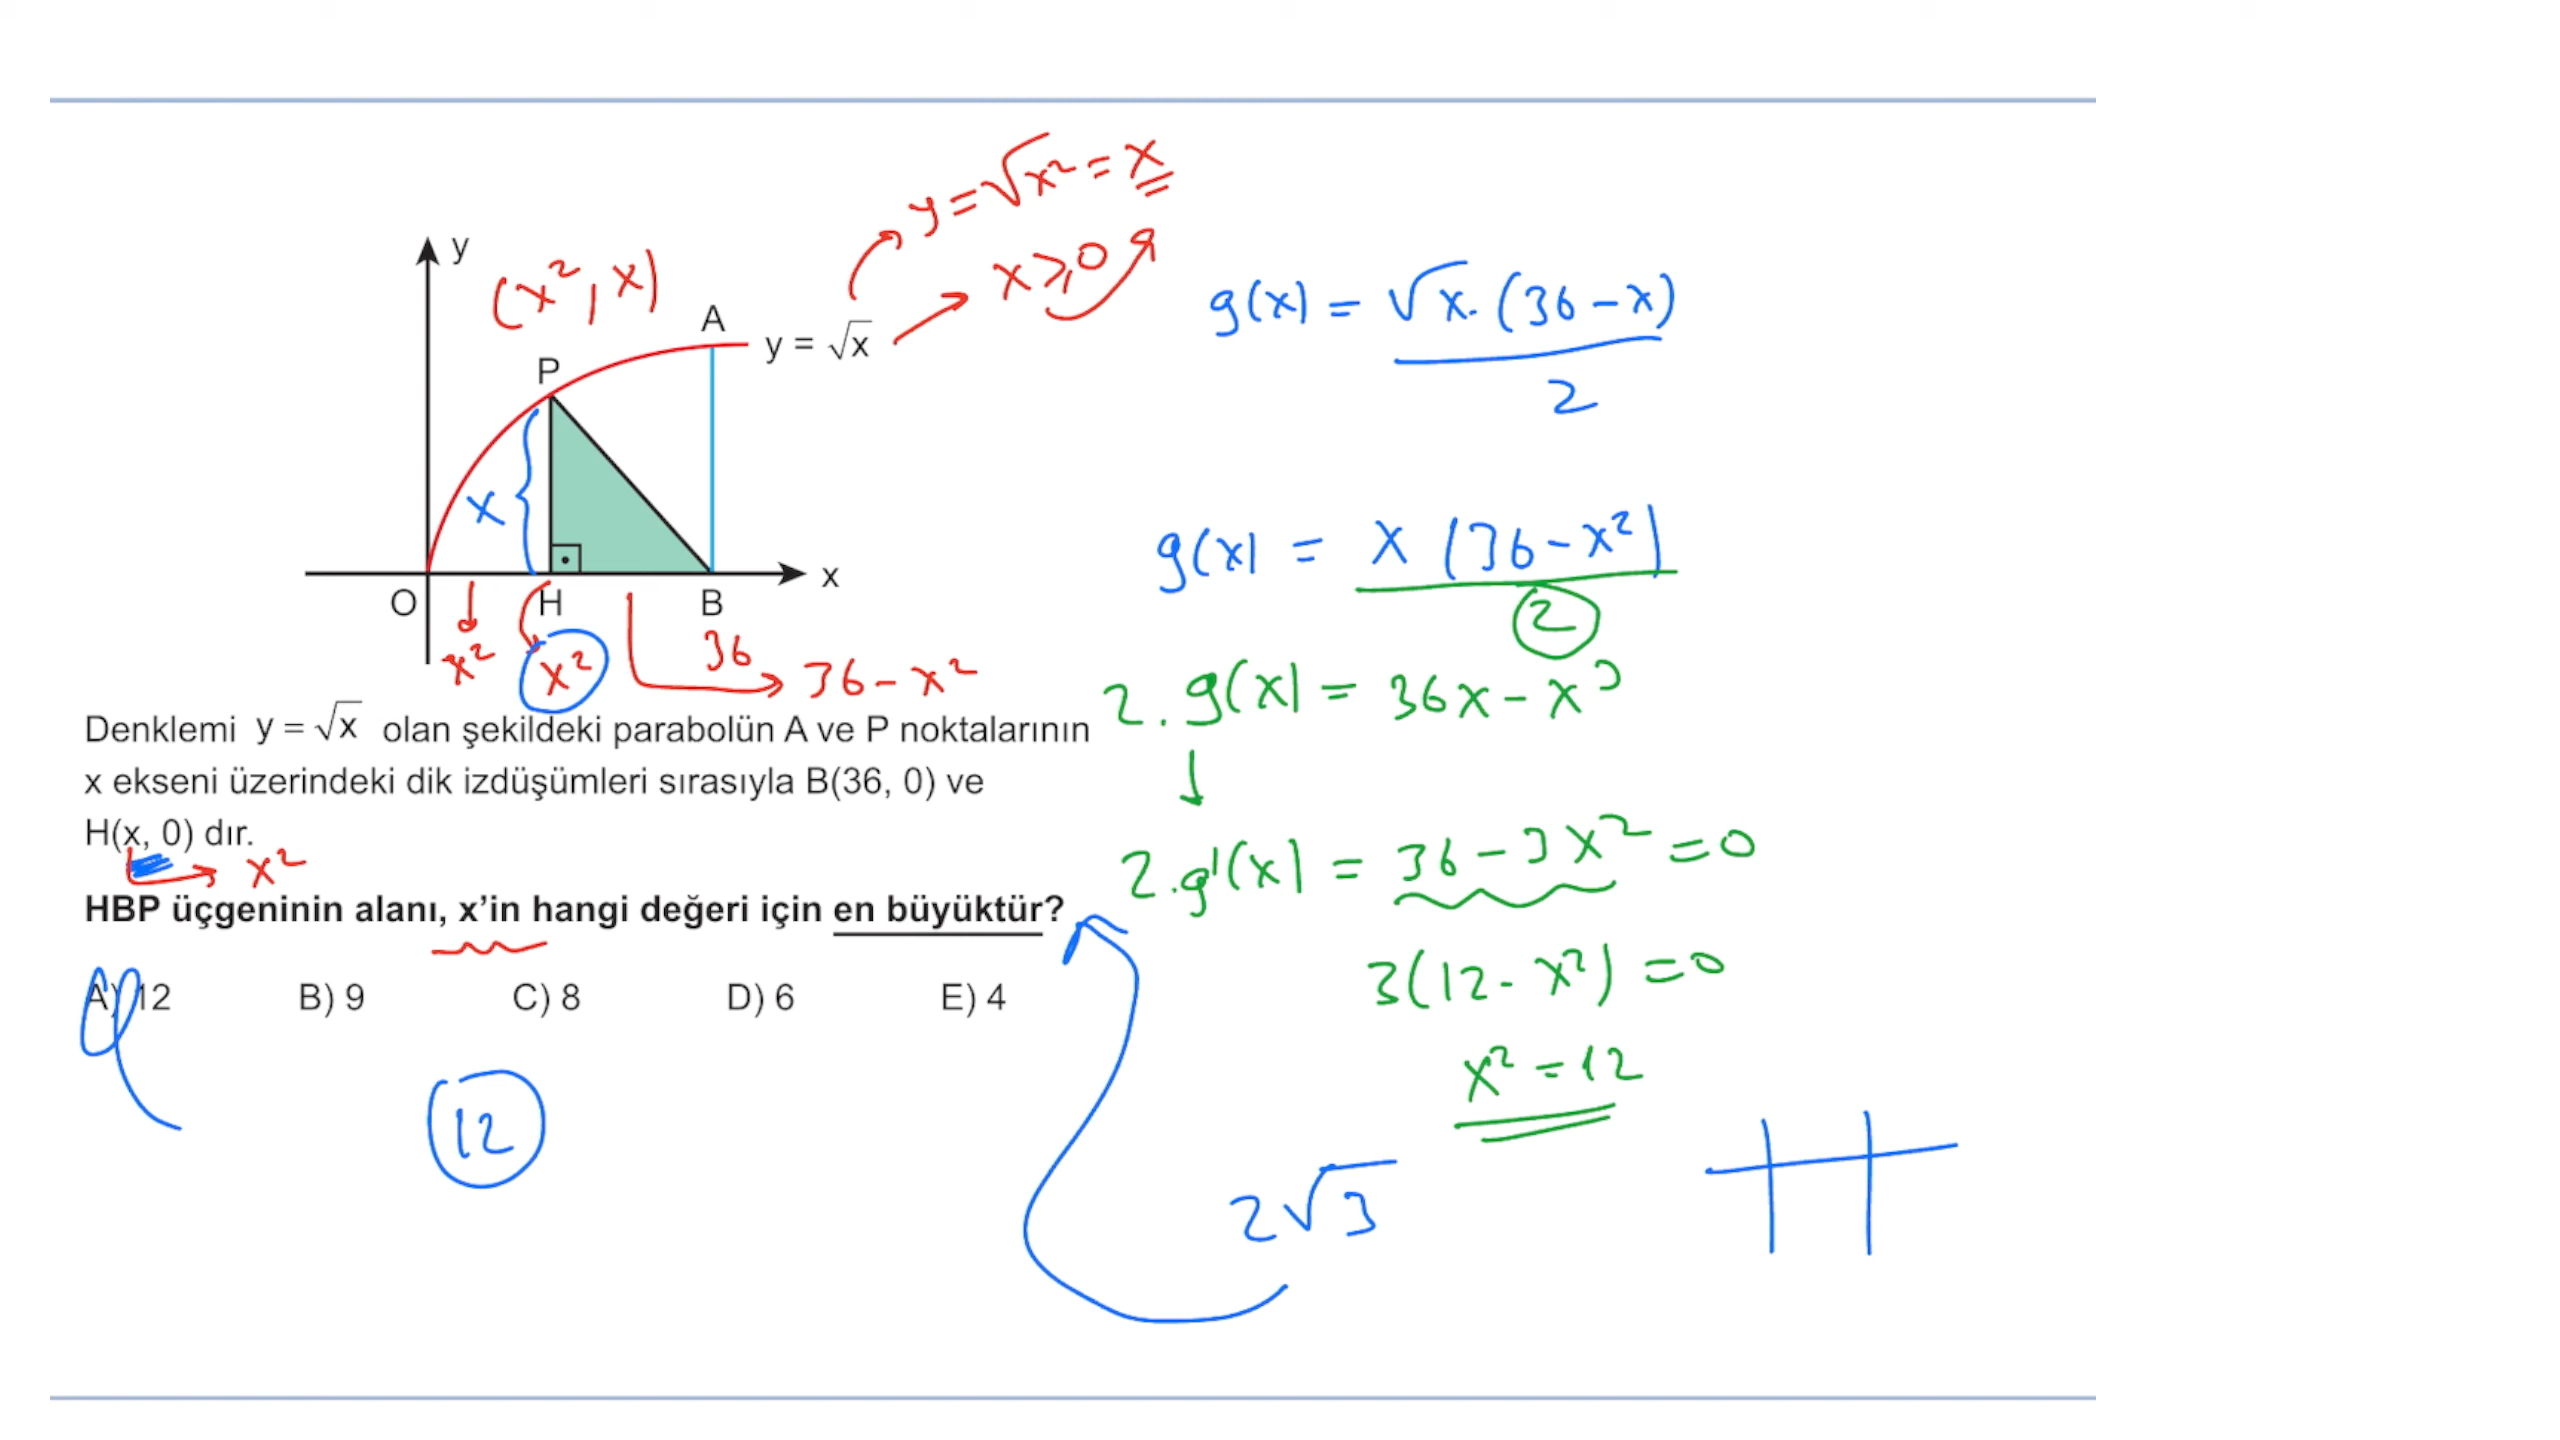 y = √x² = x
x ≥ 0
y
(x², x)
A
y = √x
P
x
O
H
B
x
x²
x²
36
36 - x²
Denklemi y = √x olan şekildeki parabolün A ve P noktalarının
x ekseni üzerindeki dik izdüşümleri sırasıyla B(36, 0) ve
H(x, 0) dır.
x²
HBP üçgeninin alanı, x’in hangi değeri için en büyüktür?
A) 12 B) 9 C) 8 D) 6 E) 4
12
g(x) = √x. (36 - x)
2
g(x) = x (36 - x²)
2
2. g(x) = 36x - x³
2. g'(x) = 36 - 3x² = 0
3(12 - x²) = 0
x² = 12
2√3